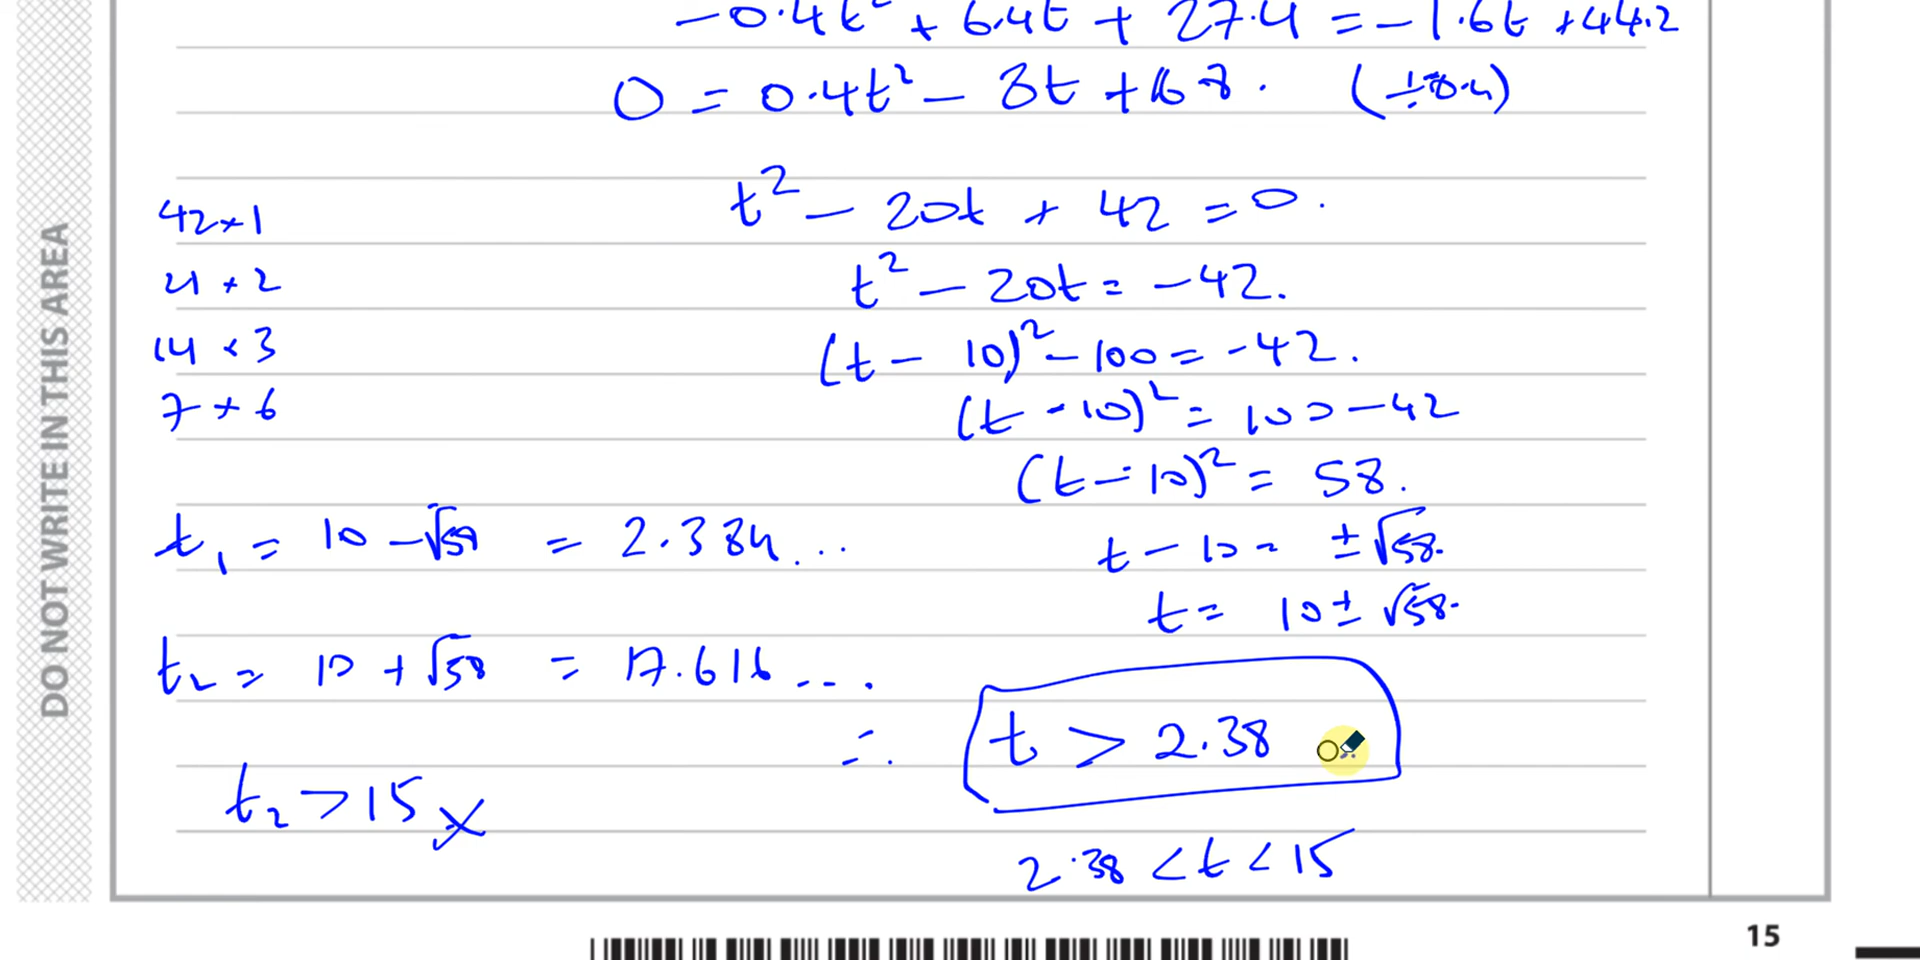 -0.4t² + 6.4t + 27.4 = -1.6t + 44.2
0 = 0.4t² - 8t + 16.8. (÷0.4)
t² - 20t + 42 = 0.
42 × 1
t² - 20t = -42.
21 × 2
(t - 10)² - 100 = -42.
14 × 3
(t - 10)² = 100 - 42
7 × 6
(t - 10)² = 58.
t₁ = 10 - √58 = 2.384...
t - 10 = ±√58.
t = 10 ± √58.
t₂ = 10 + √58 = 17.616...
∴ t > 2.38
t₂ > 15 ×
2.38 < t < 15
DO NOT WRITE IN THIS AREA
15